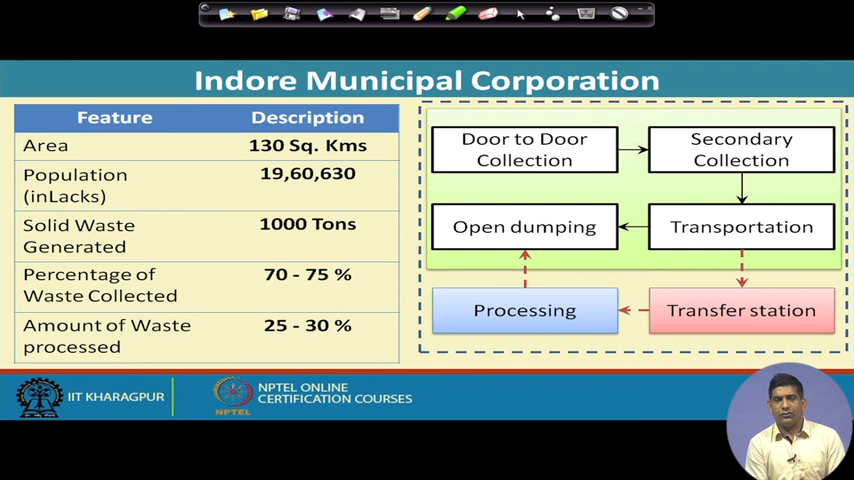 Indore Municipal Corporation
Feature Description
Area 130 Sq. Kms
Population 19,60,630
(inLacks)
Solid Waste 1000 Tons
Generated
Percentage of 70 - 75 %
Waste Collected
Amount of Waste 25 - 30 %
processed
Door to Door
Collection
Secondary
Collection
Open dumping
Transportation
Processing
Transfer station
IIT KHARAGPUR
NPTEL
NPTEL ONLINE
CERTIFICATION COURSES